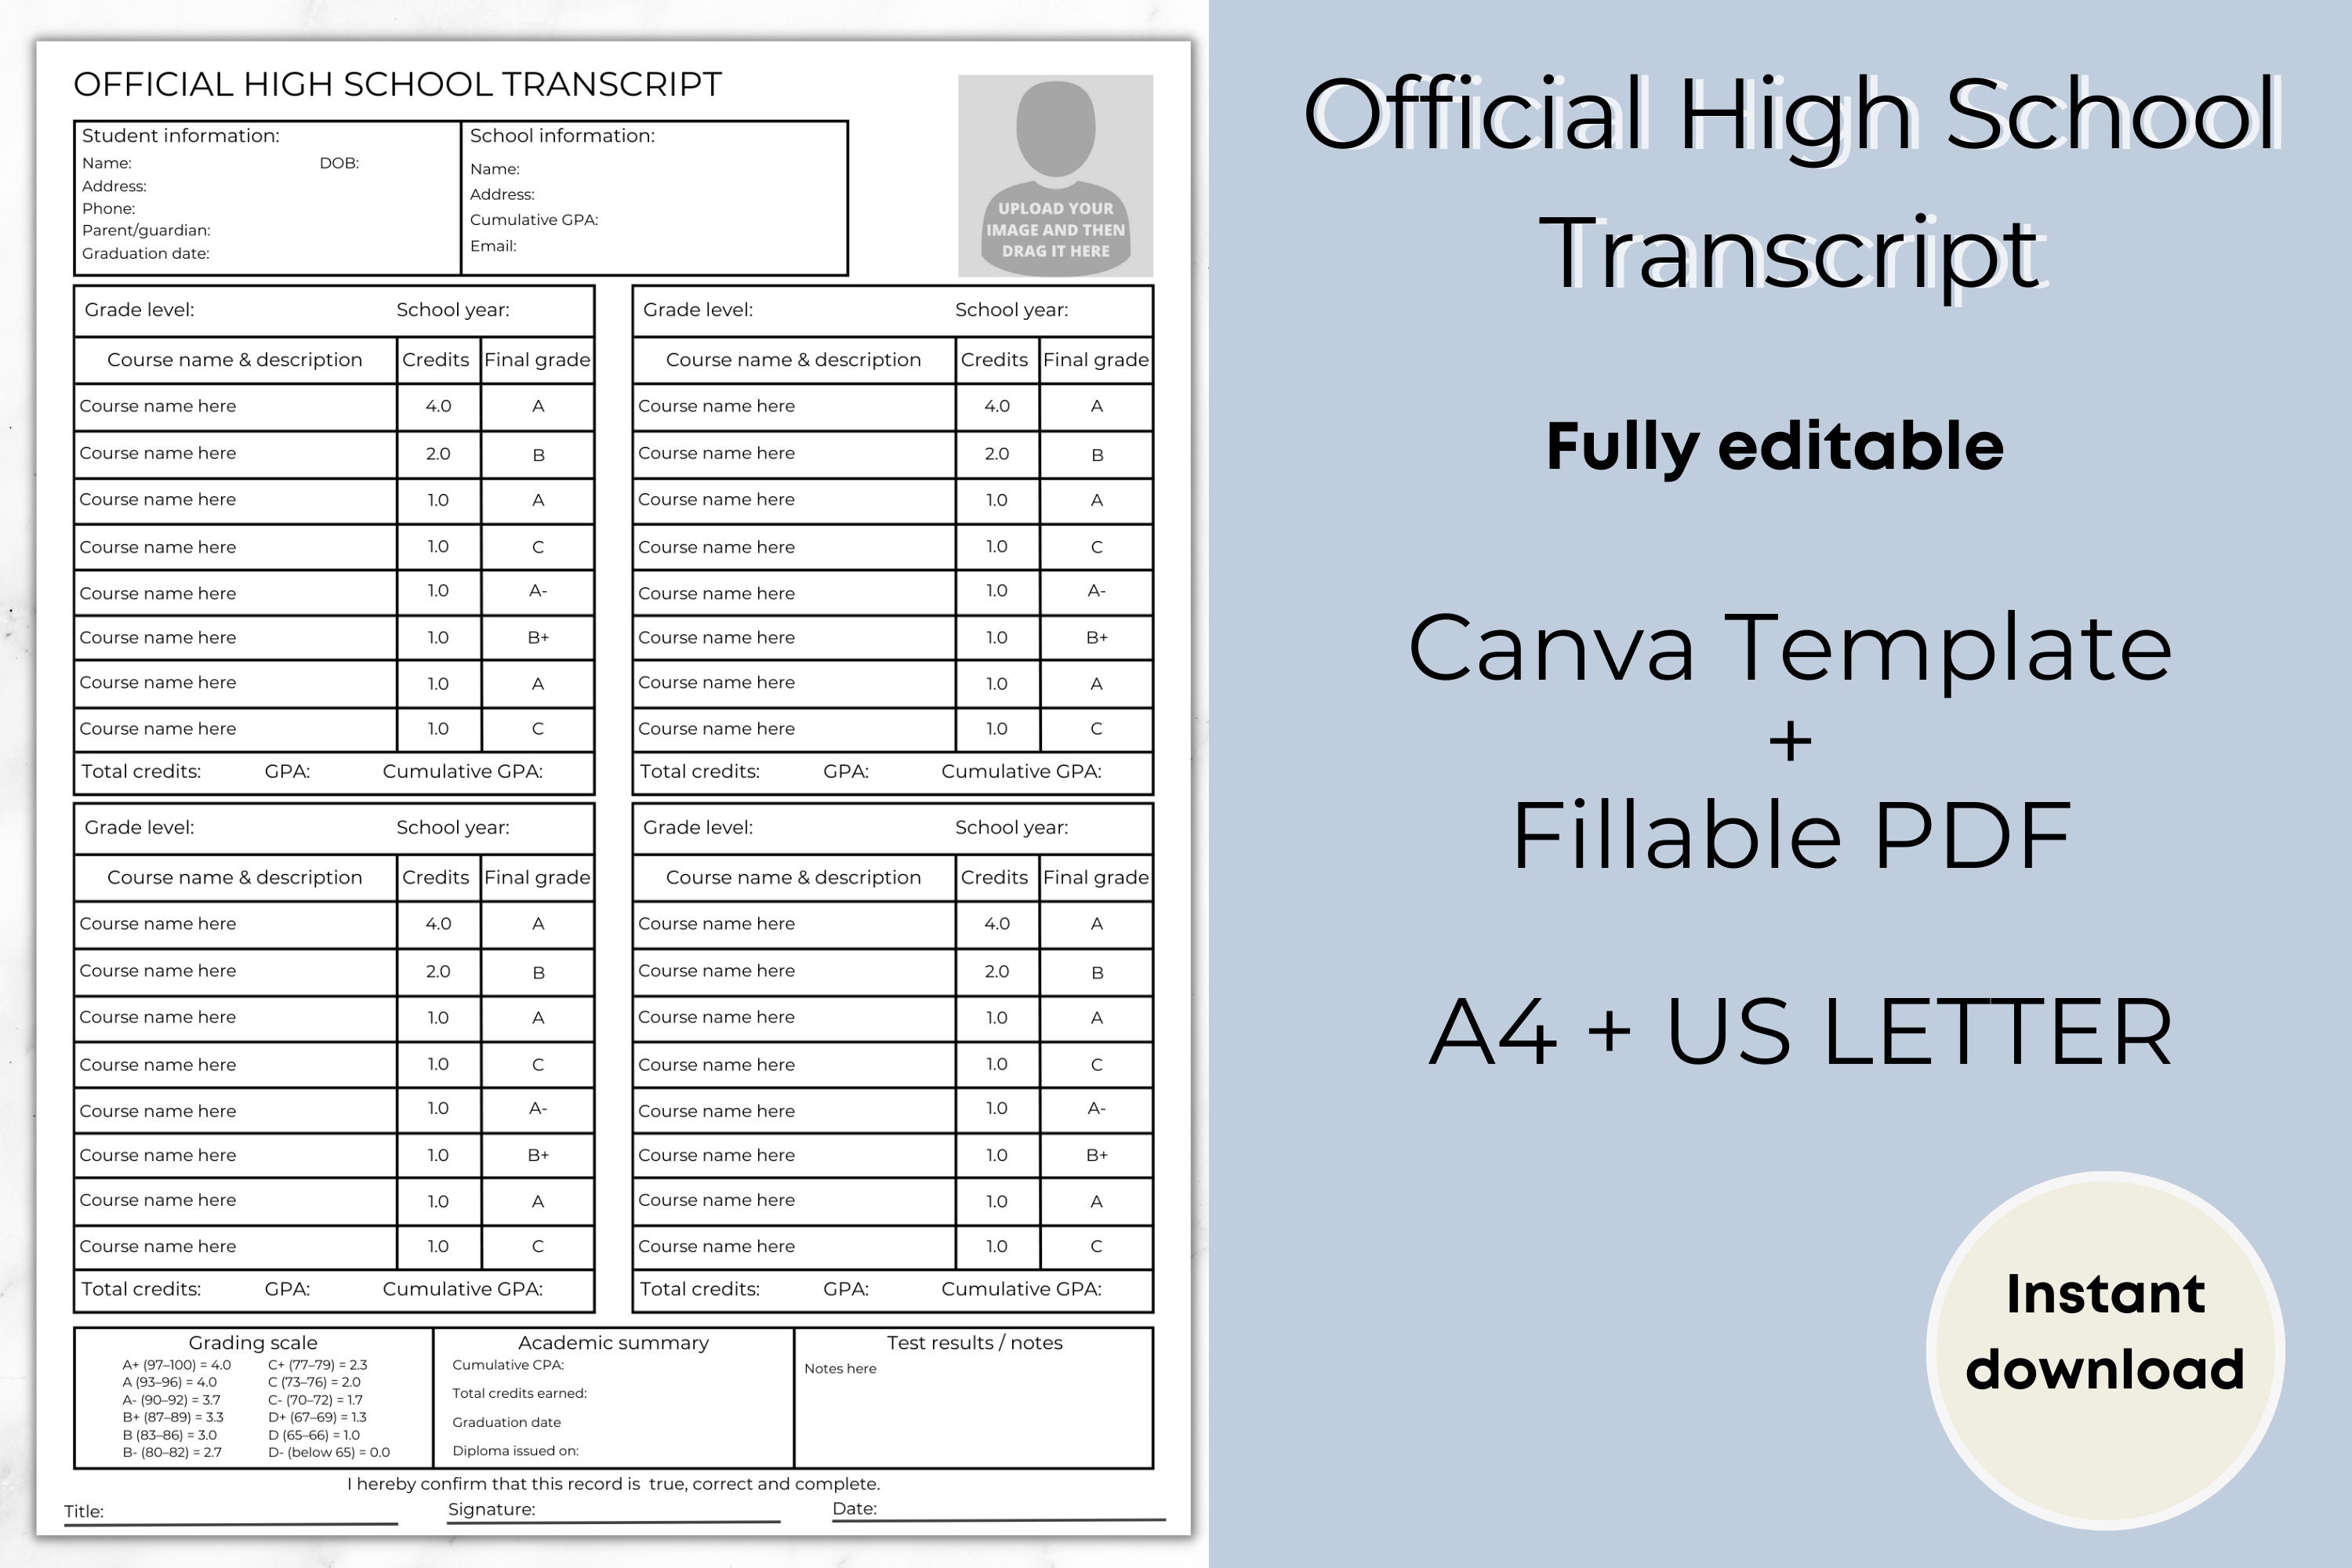 OFFICIAL HIGH SCHOOL TRANSCRIPT
UPLOAD YOUR
IMAGE AND THEN
DRAG IT HERE
Student information:
Name: DOB:
Address:
Phone:
Parent/guardian:
Graduation date:
School information:
Name:
Address:
Cumulative GPA:
Email:
Grade level: School year:
Course name & description Credits Final grade
Course name here 4.0 A
Course name here 2.0 B
Course name here 1.0 A
Course name here 1.0 C
Course name here 1.0 A-
Course name here 1.0 B+
Course name here 1.0 A
Course name here 1.0 C
Total credits: GPA: Cumulative GPA:
Grade level: School year:
Course name & description Credits Final grade
Course name here 4.0 A
Course name here 2.0 B
Course name here 1.0 A
Course name here 1.0 C
Course name here 1.0 A-
Course name here 1.0 B+
Course name here 1.0 A
Course name here 1.0 C
Total credits: GPA: Cumulative GPA:
Grade level: School year:
Course name & description Credits Final grade
Course name here 4.0 A
Course name here 2.0 B
Course name here 1.0 A
Course name here 1.0 C
Course name here 1.0 A-
Course name here 1.0 B+
Course name here 1.0 A
Course name here 1.0 C
Total credits: GPA: Cumulative GPA:
Grade level: School year:
Course name & description Credits Final grade
Course name here 4.0 A
Course name here 2.0 B
Course name here 1.0 A
Course name here 1.0 C
Course name here 1.0 A-
Course name here 1.0 B+
Course name here 1.0 A
Course name here 1.0 C
Total credits: GPA: Cumulative GPA:
Grading scale
A+ (97–100) = 4.0 C+ (77–79) = 2.3
A (93–96) = 4.0 C (73–76) = 2.0
A- (90–92) = 3.7 C- (70–72) = 1.7
B+ (87–89) = 3.3 D+ (67–69) = 1.3
B (83–86) = 3.0 D (65–66) = 1.0
B- (80–82) = 2.7 D- (below 65) = 0.0
Academic summary
Cumulative CPA:
Total credits earned:
Graduation date
Diploma issued on:
Test results / notes
Notes here
I hereby confirm that this record is true, correct and complete.
Title: Signature: Date:
Official High School
Transcript
Fully editable
Canva Template
+
Fillable PDF
A4 + US LETTER
Instant
download